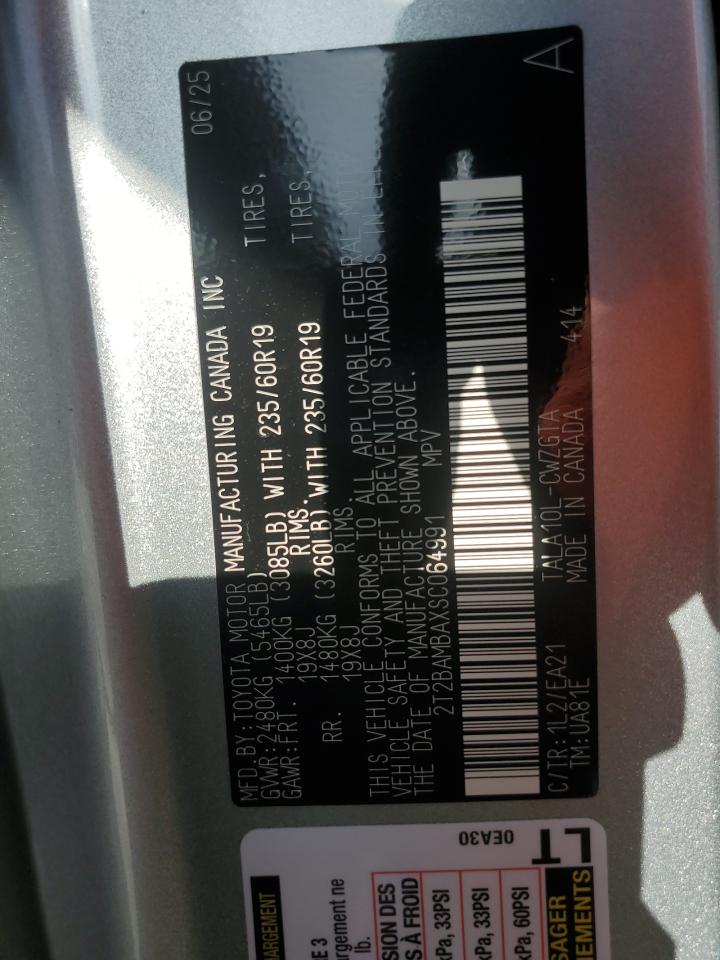 MFD.BY:TOYOTA MOTOR MANUFACTURING CANADA INC 06/25
GVWR:2480KG (5465LB)
GAWR:FRT. 1400KG (3085LB) WITH 235/60R19 TIRES,
19X8J RIMS.
RR. 1480KG (3260LB) WITH 235/60R19 TIRES,
19X8J RIMS.
THIS VEHICLE CONFORMS TO ALL APPLICABLE FEDERAL MOTOR
VEHICLE SAFETY AND THEFT PREVENTION STANDARDS IN
THE DATE OF MANUFACTURE SHOWN ABOVE.
2T2BAMBAXSC064991 MPV
C/TR:1L2/EA21 TALA10L-CWZGTA 414 A
TM:UA81E MADE IN CANADA
HARGEMENT
argement ne
lb.
SION DES
S À FROID
kPa, 33PSI
kPa, 33PSI
kPa, 60PSI
SAGER
EMENTS
LT
0EA30